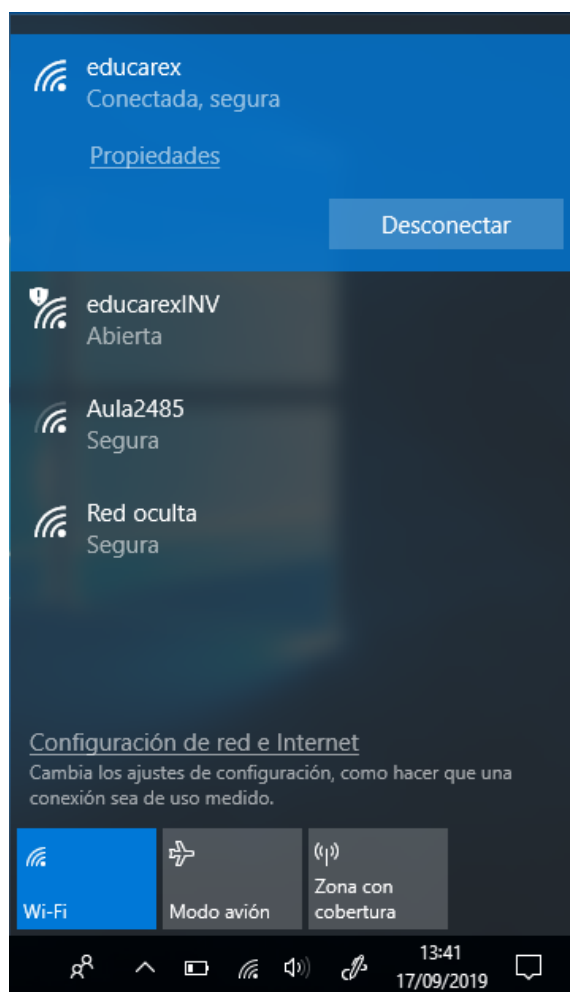 educarex
Conectada, segura
Propiedades
Desconectar
educarexINV
Abierta
Aula2485
Segura
Red oculta
Segura
Configuración de red e Internet
Cambia los ajustes de configuración, como hacer que una
conexión sea de uso medido.
Wi-Fi
Modo avión
Zona con
cobertura
13:41
17/09/2019